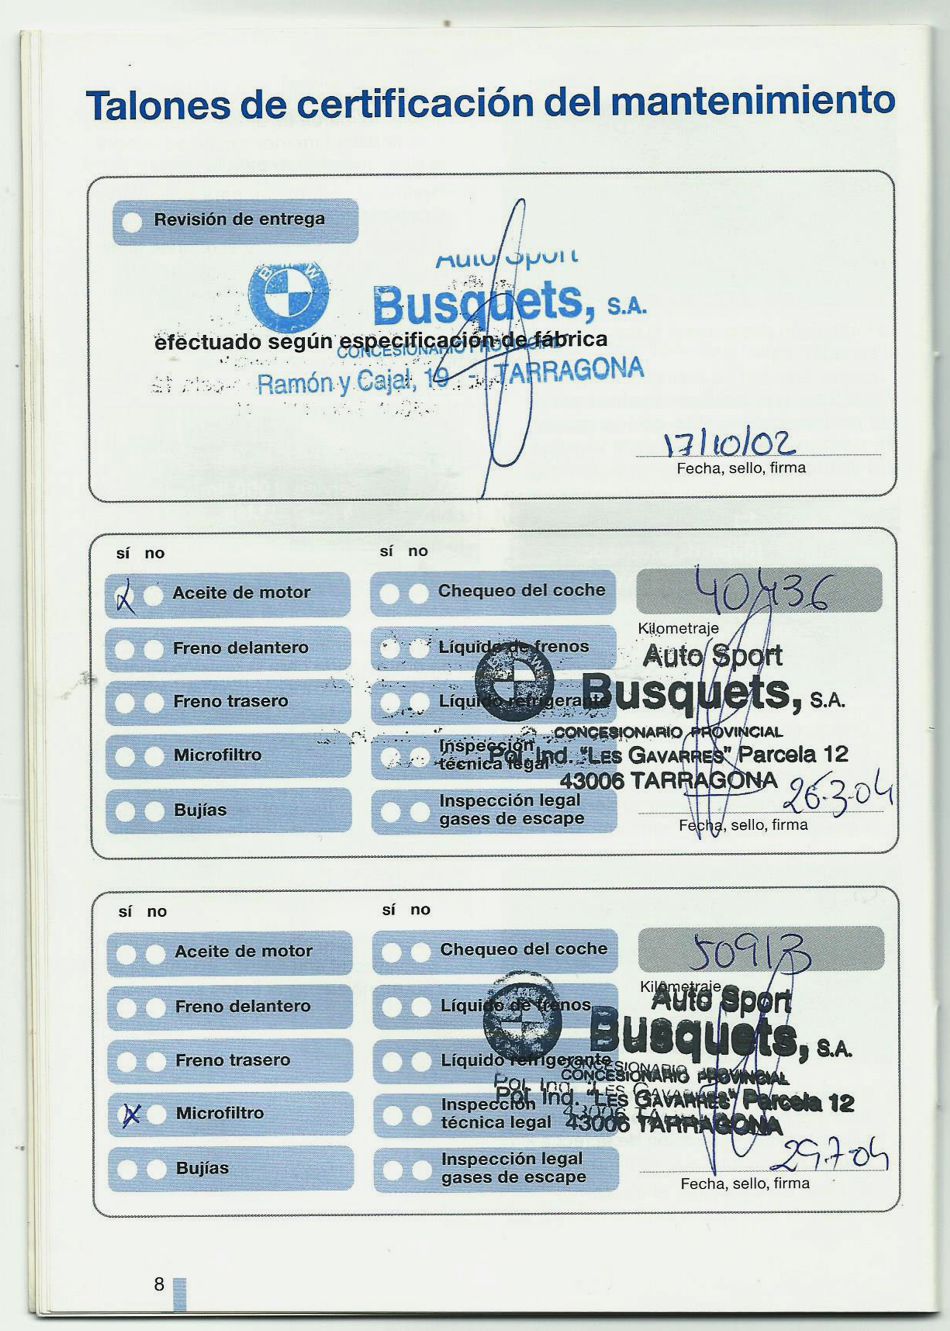 Talones de certificación del mantenimiento
Revisión de entrega
BMW
Auto Sport
Busquets, S.A.
efectuado según especificación de fábrica
CONCESIONARIO PROVINCIAL
Ramón y Cajal, 19 - TARRAGONA
17/10/02
Fecha, sello, firma
sí no
sí no
Aceite de motor
Chequeo del coche
40436
Kilometraje
Freno delantero
Líquido de frenos
Auto Sport
Busquets, S.A.
Freno trasero
Líquido refrigerante
CONCESIONARIO PROVINCIAL
Microfiltro
Inspección
técnica legal
Pol. Ind. "LES GAVARRES" Parcela 12
43006 TARRAGONA
26-3-04
Bujías
Inspección legal
gases de escape
Fecha, sello, firma
sí no
sí no
Aceite de motor
Chequeo del coche
50913
Kilometraje
Freno delantero
Líquido de frenos
Auto Sport
Busquets, S.A.
Freno trasero
Líquido refrigerante
CONCESIONARIO PROVINCIAL
Microfiltro
Inspección
técnica legal
Pol. Ind. "LES GAVARRES" Parcela 12
43006 TARRAGONA
29-7-04
Bujías
Inspección legal
gases de escape
Fecha, sello, firma
8